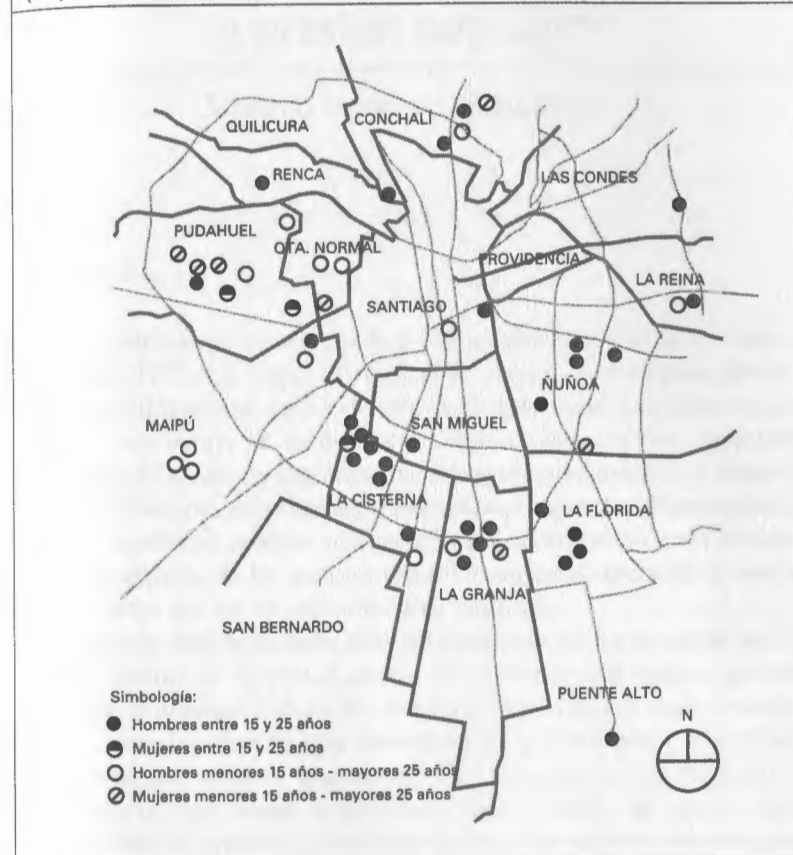 QUILICURA
CONCHALÍ
RENCA
LAS CONDES
PUDAHUEL
QTA. NORMAL
PROVIDENCIA
LA REINA
SANTIAGO
ÑUÑOA
MAIPÚ
SAN MIGUEL
LA CISTERNA
LA FLORIDA
LA GRANJA
SAN BERNARDO
PUENTE ALTO
N
Simbología:
Hombres entre 15 y 25 años
Mujeres entre 15 y 25 años
Hombres menores 15 años - mayores 25 años
Mujeres menores 15 años - mayores 25 años